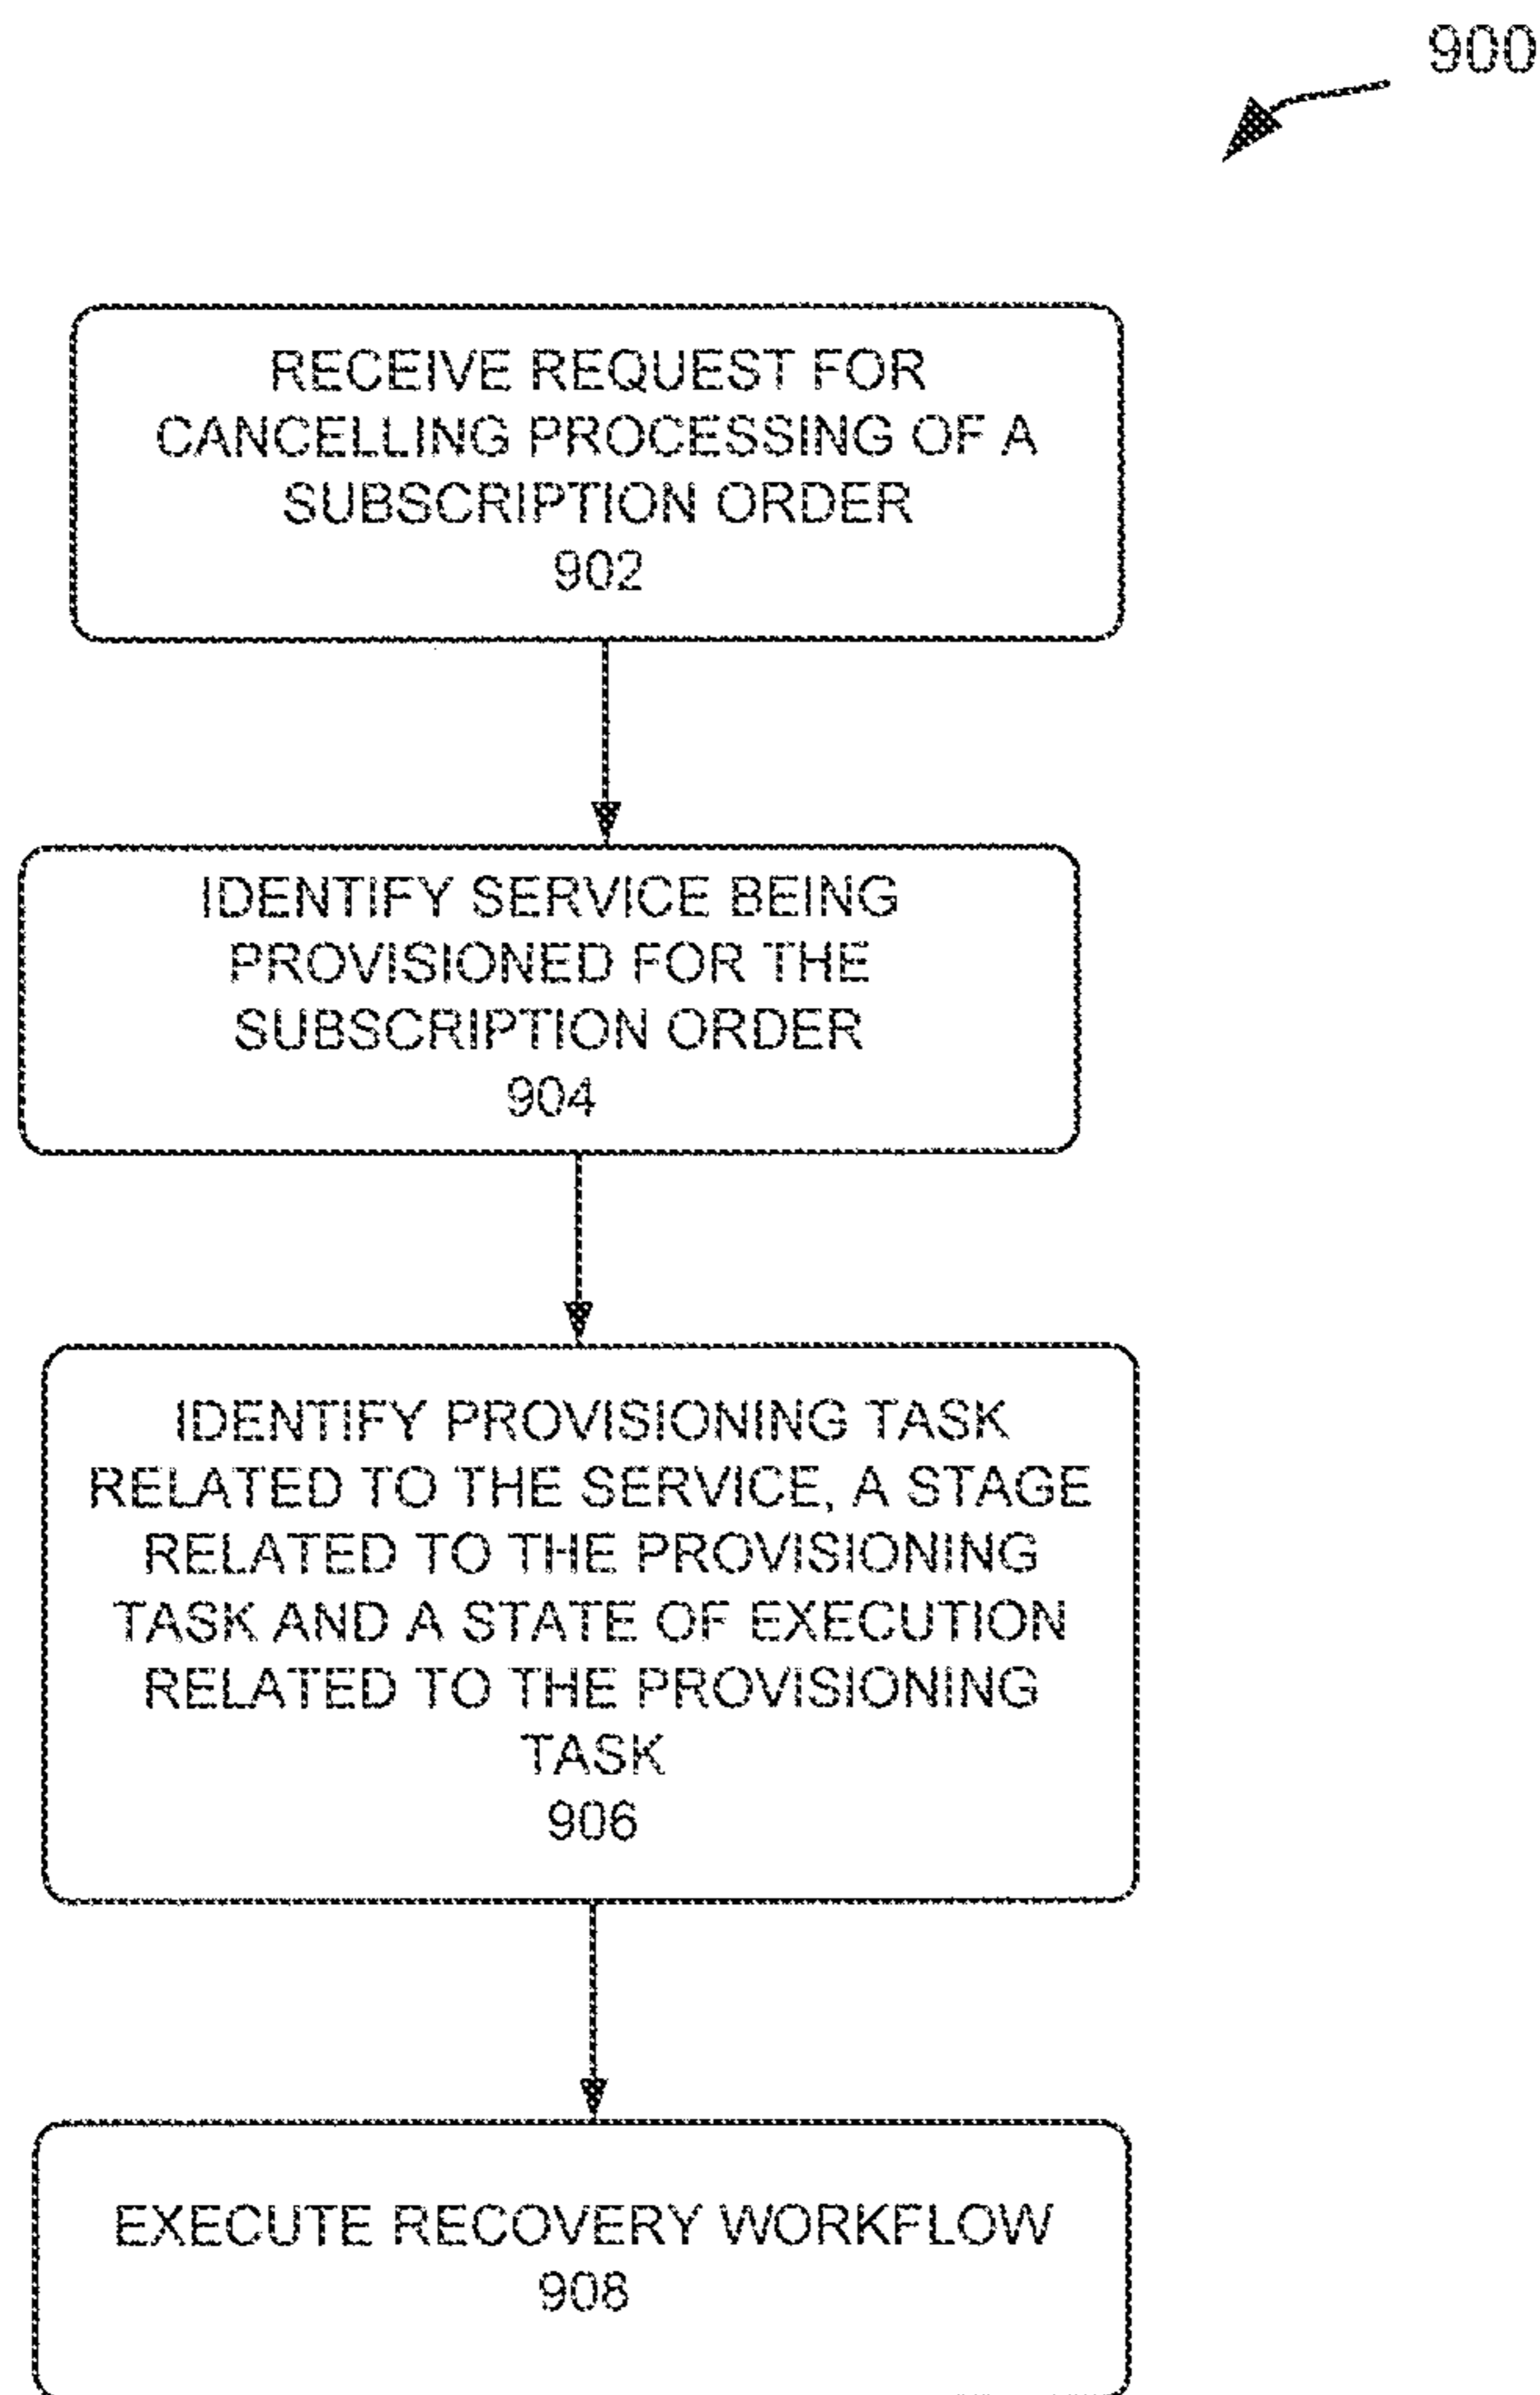 900
RECEIVE REQUEST FOR
CANCELLING PROCESSING OF A
SUBSCRIPTION ORDER
902
IDENTIFY SERVICE BEING
PROVISIONED FOR THE
SUBSCRIPTION ORDER
904
IDENTIFY PROVISIONING TASK
RELATED TO THE SERVICE, A STAGE
RELATED TO THE PROVISIONING
TASK AND A STATE OF EXECUTION
RELATED TO THE PROVISIONING
TASK
906
EXECUTE RECOVERY WORKFLOW
908